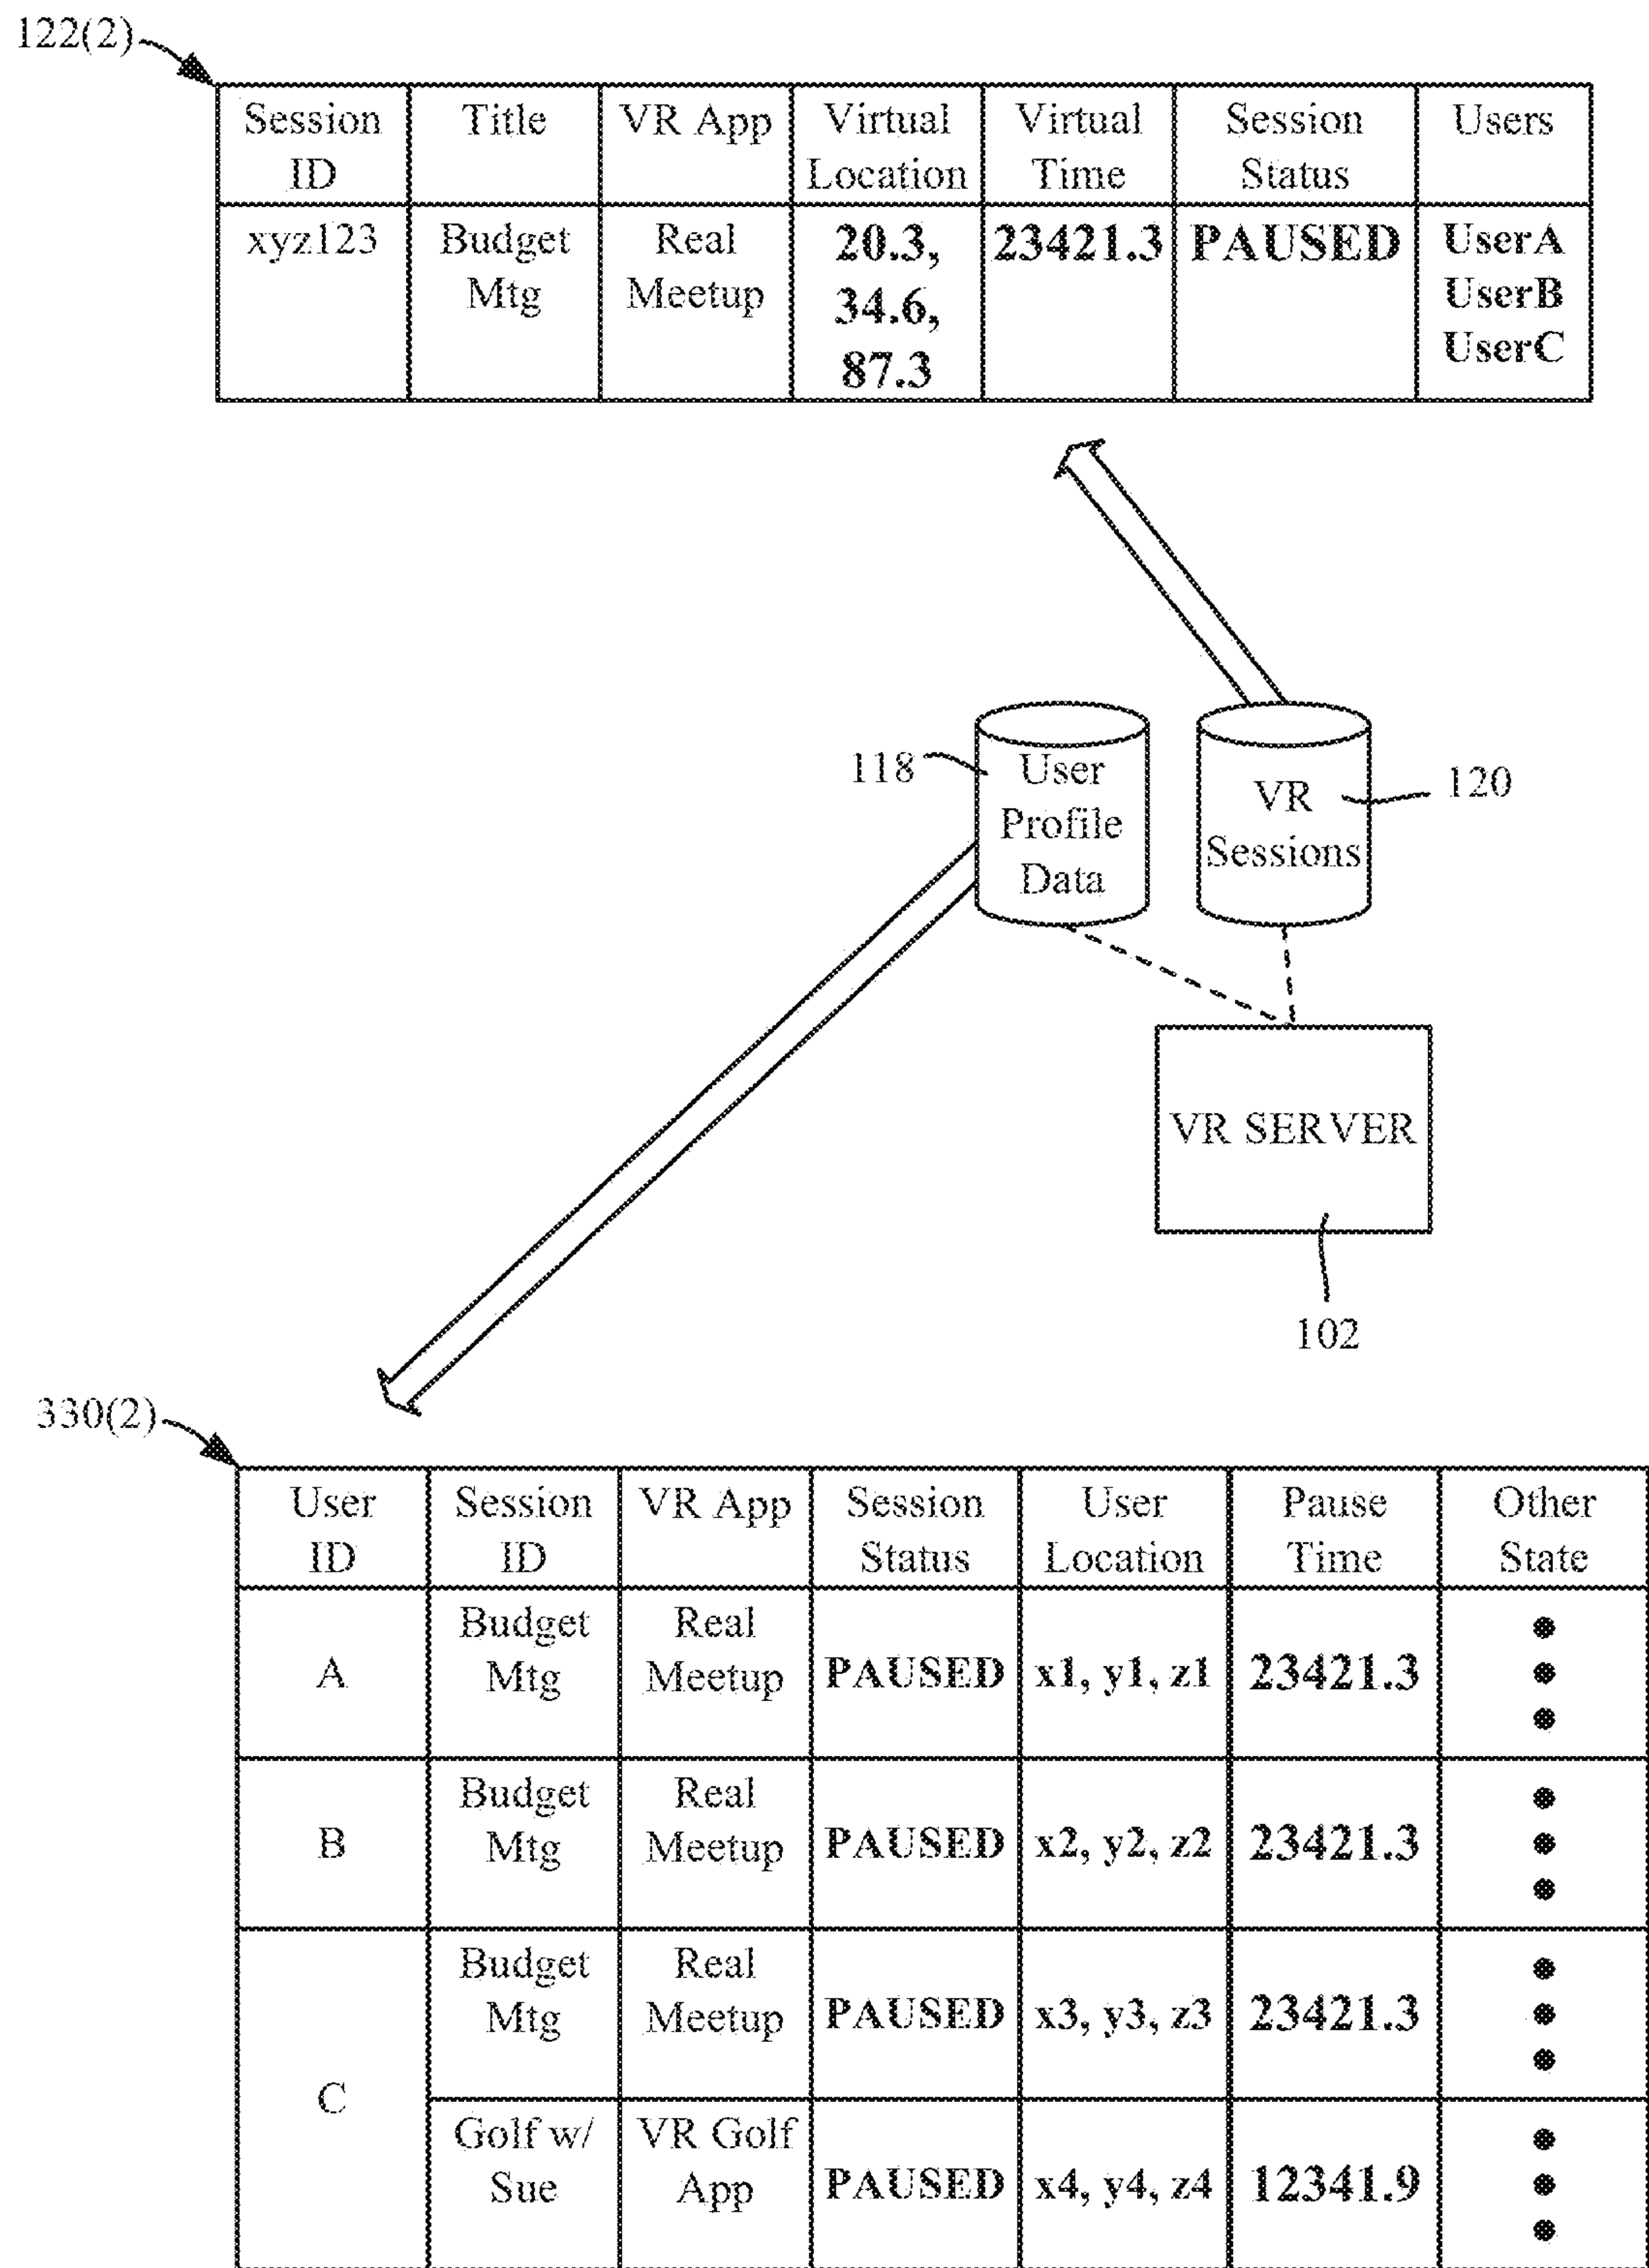 122(2)
Session ID
Title
VR App
Virtual Location
Virtual Time
Session Status
Users
xyz123
Budget Mtg
Real Meetup
20.3, 34.6, 87.3
23421.3
PAUSED
UserA
UserB
UserC
118
User
Profile
Data
VR
Sessions
120
VR SERVER
102
330(2)
User ID
Session ID
VR App
Session Status
User Location
Pause Time
Other State
A
Budget Mtg
Real Meetup
PAUSED
x1, y1, z1
23421.3
B
Budget Mtg
Real Meetup
PAUSED
x2, y2, z2
23421.3
C
Budget Mtg
Real Meetup
PAUSED
x3, y3, z3
23421.3
Golf w/ Sue
VR Golf App
PAUSED
x4, y4, z4
12341.9